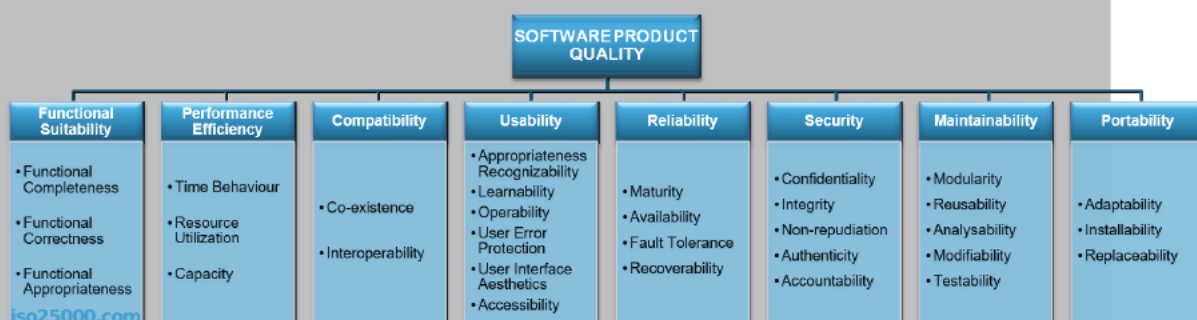 SOFTWARE PRODUCT
QUALITY
Functional
Suitability
• Functional
Completeness
• Functional
Correctness
• Functional
Appropriateness
Performance
Efficiency
• Time Behaviour
• Resource
Utilization
• Capacity
Compatibility
• Co-existence
• Interoperability
Usability
• Appropriateness
Recognizability
• Learnability
• Operability
• User Error
Protection
• User Interface
Aesthetics
• Accessibility
Reliability
• Maturity
• Availability
• Fault Tolerance
• Recoverability
Security
• Confidentiality
• Integrity
• Non-repudiation
• Authenticity
• Accountability
Maintainability
• Modularity
• Reusability
• Analysability
• Modifiability
• Testability
Portability
• Adaptability
• Installability
• Replaceability
iso25000.com